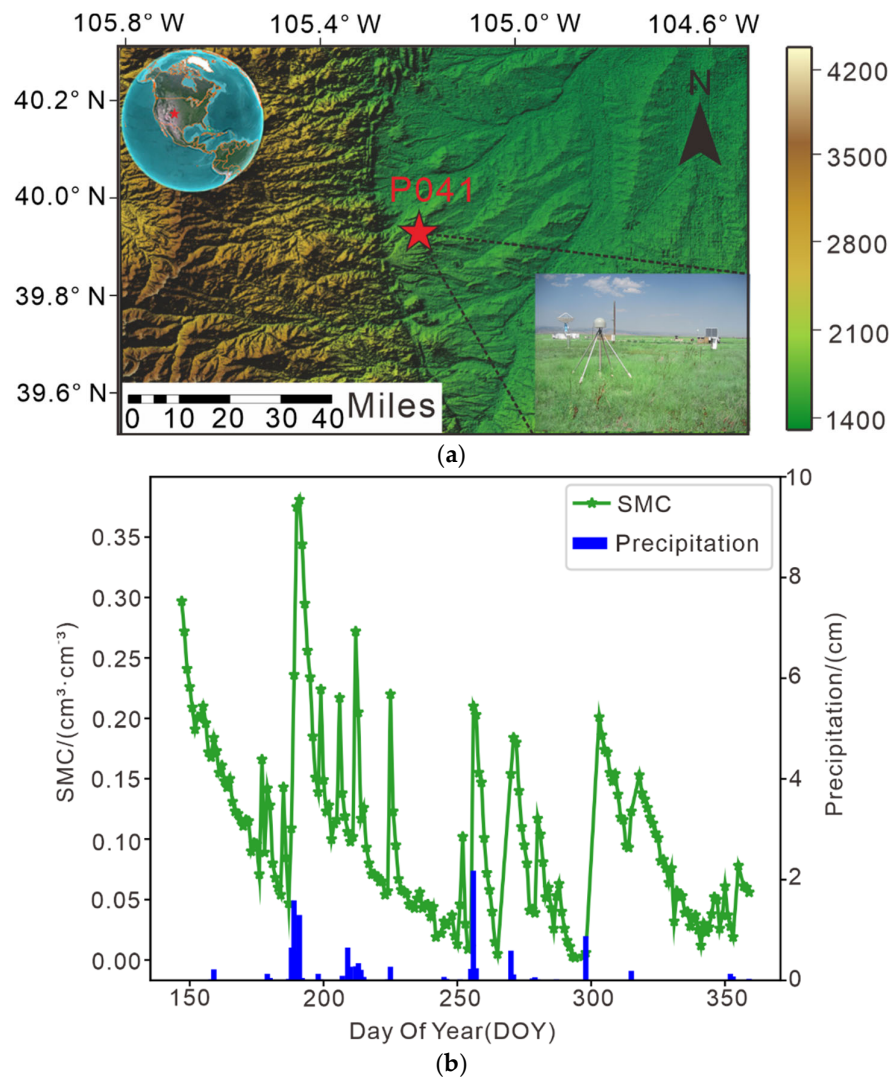 105.8° W 105.4° W 105.0° W 104.6° W
40.2° N
40.0° N
39.8° N
39.6° N
N
P041
0 10 20 30 40 Miles
4200
3500
2800
2100
1400
(a)
SMC
Precipitation
SMC/(cm³·cm⁻³)
0.35
0.30
0.25
0.20
0.15
0.10
0.05
0.00
10
8
6
4
2
0
Precipitation/(cm)
150 200 250 300 350
Day Of Year(DOY)
(b)